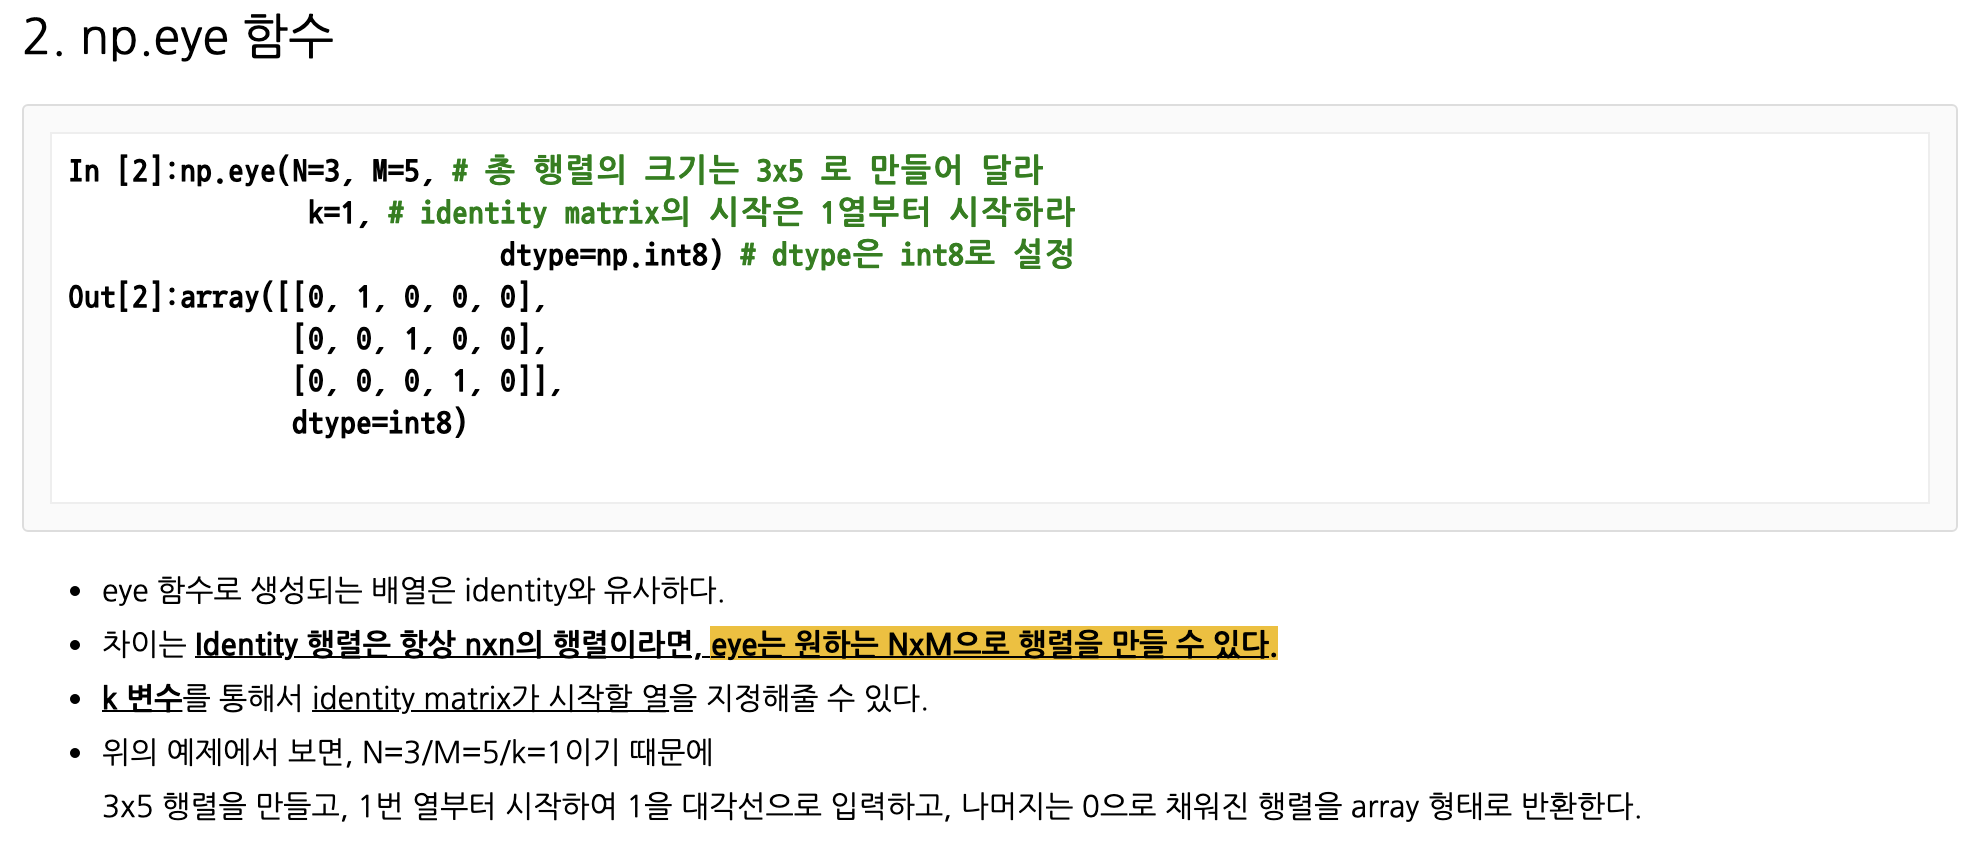 2. np.eye 함수
In [2]:np.eye(N=3, M=5, # 총 행렬의 크기는 3x5 로 만들어 달라
k=1, # identity matrix의 시작은 1열부터 시작하라
dtype=np.int8) # dtype은 int8로 설정
Out[2]:array([[0, 1, 0, 0, 0],
[0, 0, 1, 0, 0],
[0, 0, 0, 1, 0]],
dtype=int8)
• eye 함수로 생성되는 배열은 identity와 유사하다.
• 차이는 Identity 행렬은 항상 nxn의 행렬이라면, eye는 원하는 NxM으로 행렬을 만들 수 있다.
• k 변수를 통해서 identity matrix가 시작할 열을 지정해줄 수 있다.
• 위의 예제에서 보면, N=3/M=5/k=1이기 때문에
3x5 행렬을 만들고, 1번 열부터 시작하여 1을 대각선으로 입력하고, 나머지는 0으로 채워진 행렬을 array 형태로 반환한다.